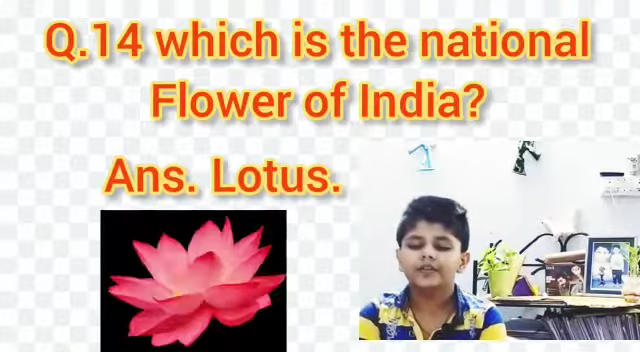 Q.14 which is the national
Flower of India?
Ans. Lotus.